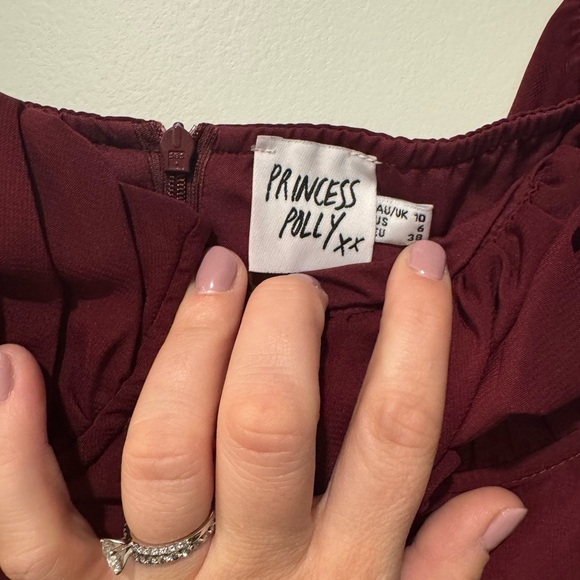 PRINCESS
POLLY
xx
AU/UK 10
US 6
EU 38